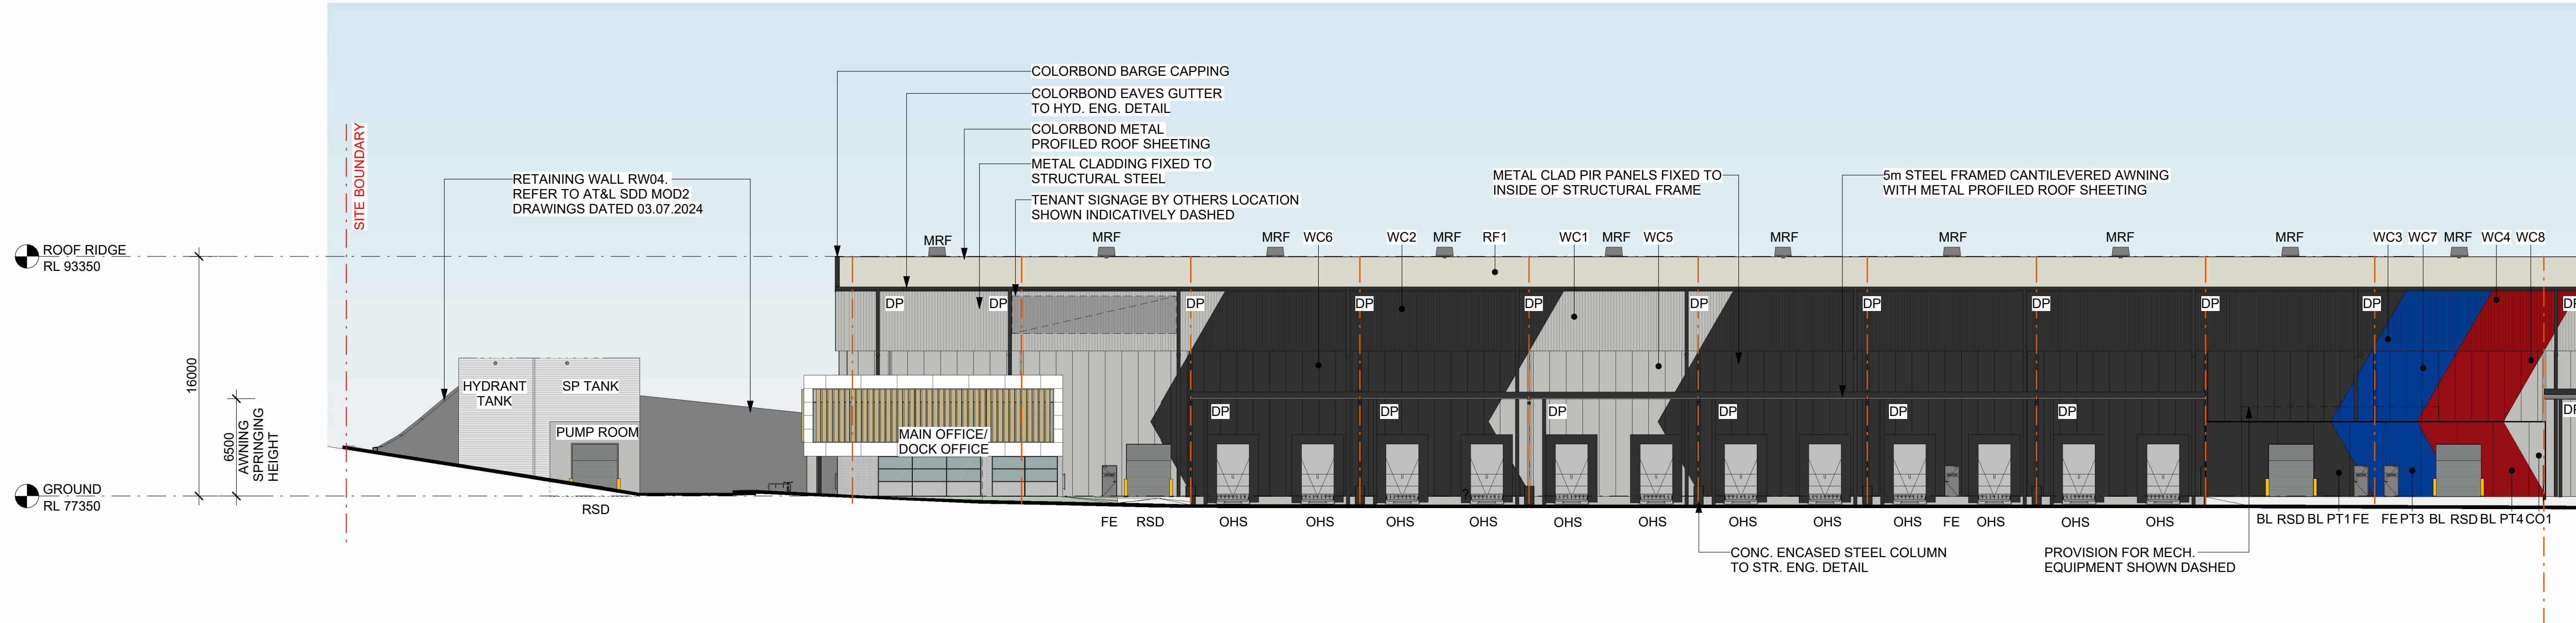 COLORBOND BARGE CAPPING
COLORBOND EAVES GUTTER
TO HYD. ENG. DETAIL
COLORBOND METAL
PROFILED ROOF SHEETING
METAL CLADDING FIXED TO
STRUCTURAL STEEL
TENANT SIGNAGE BY OTHERS LOCATION
SHOWN INDICATIVELY DASHED
SITE BOUNDARY
RETAINING WALL RW04.
REFER TO AT&L SDD MOD2
DRAWINGS DATED 03.07.2024
METAL CLAD PIR PANELS FIXED TO
INSIDE OF STRUCTURAL FRAME
5m STEEL FRAMED CANTILEVERED AWNING
WITH METAL PROFILED ROOF SHEETING
ROOF RIDGE
RL 93350
MRF
MRF
MRF
WC6
WC2
MRF
RF1
WC1
MRF
WC5
MRF
MRF
MRF
MRF
WC3
WC7
MRF
WC4
WC8
DP
DP
DP
DP
DP
DP
DP
DP
DP
DP
16000
6500
AWNING
SPRINGING
HEIGHT
HYDRANT
TANK
SP TANK
PUMP ROOM
MAIN OFFICE/
DOCK OFFICE
DP
DP
DP
DP
DP
DP
?
GROUND
RL 77350
RSD
FE
RSD
OHS
OHS
OHS
OHS
OHS
OHS
OHS
OHS
OHS
FE
OHS
OHS
OHS
BL
RSD
BL
PT1
FE
FE
PT3
BL
RSD
BL
PT4
CO1
CONC. ENCASED STEEL COLUMN
TO STR. ENG. DETAIL
PROVISION FOR MECH.
EQUIPMENT SHOWN DASHED